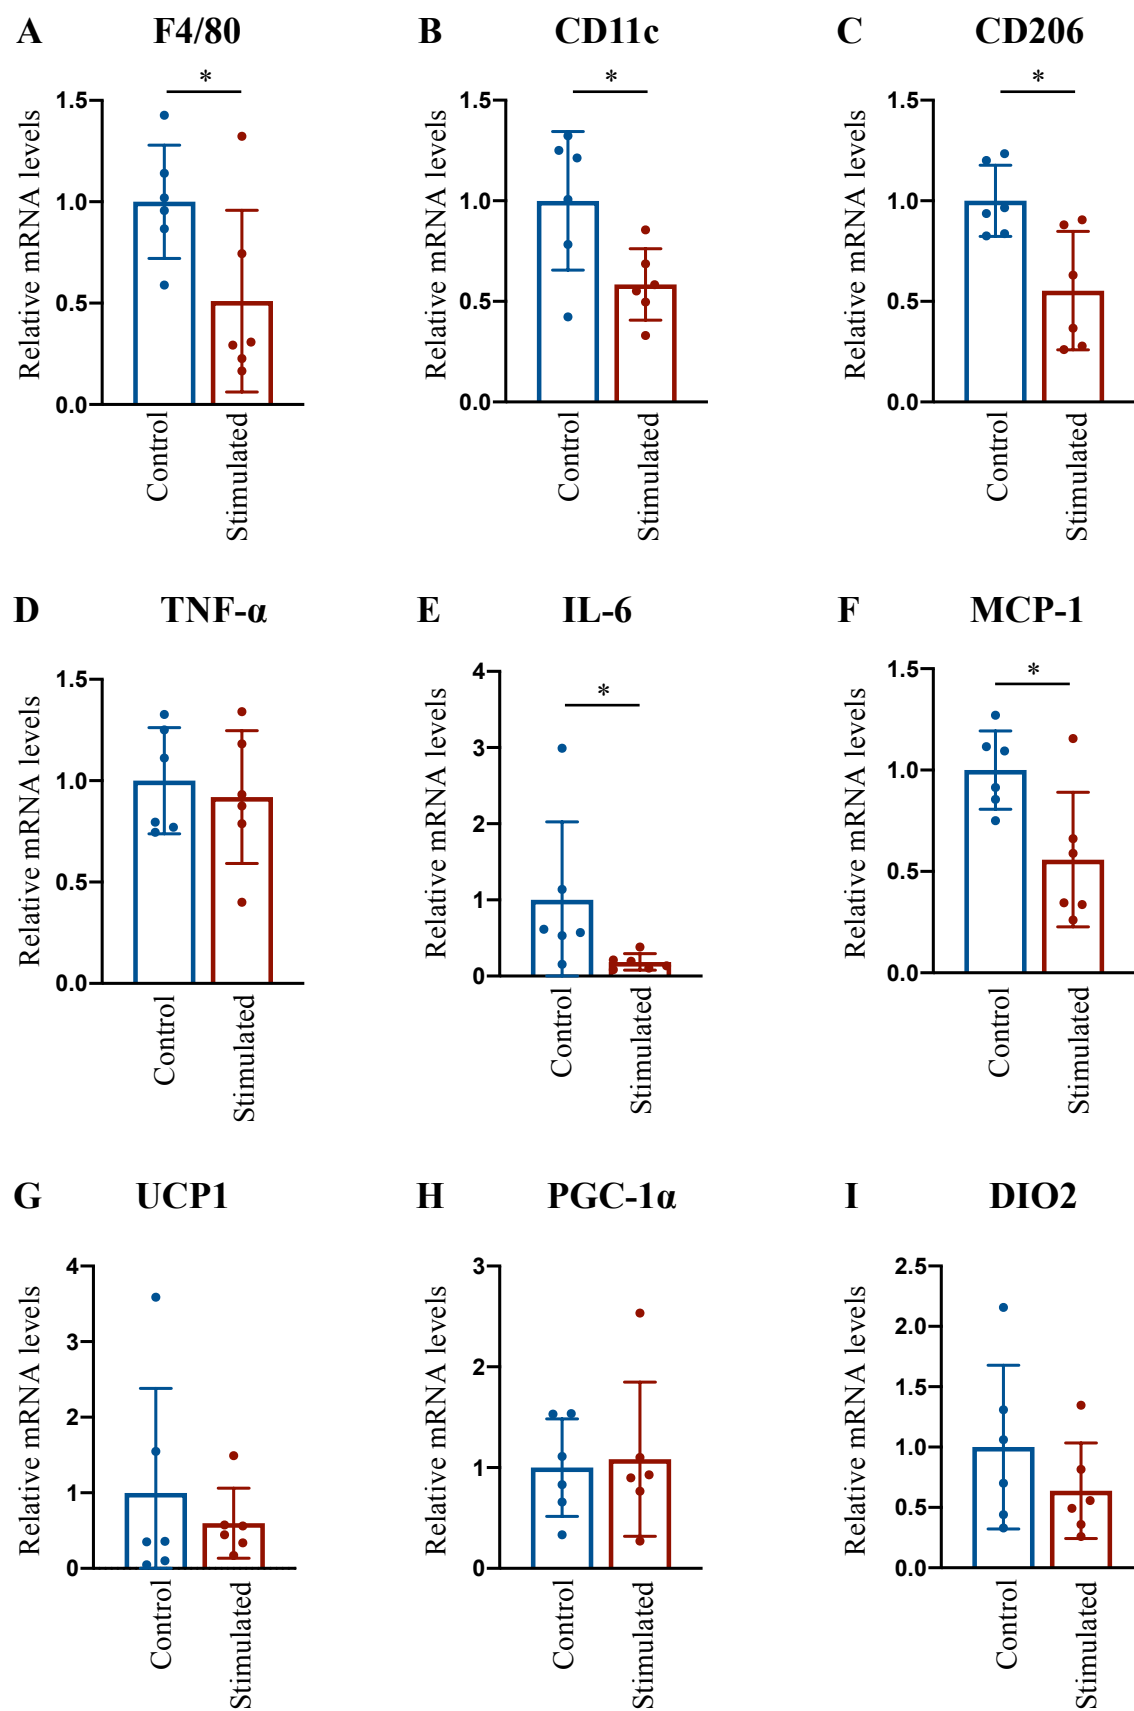 A F4/80
*
Relative mRNA levels
1.5
1.0
0.5
0.0
Control
Stimulated
B CD11c
*
Relative mRNA levels
1.5
1.0
0.5
0.0
Control
Stimulated
C CD206
*
Relative mRNA levels
1.5
1.0
0.5
0.0
Control
Stimulated
D TNF-α
Relative mRNA levels
1.5
1.0
0.5
0.0
Control
Stimulated
E IL-6
*
Relative mRNA levels
4
3
2
1
0
Control
Stimulated
F MCP-1
*
Relative mRNA levels
1.5
1.0
0.5
0.0
Control
Stimulated
G UCP1
Relative mRNA levels
4
3
2
1
0
Control
Stimulated
H PGC-1α
Relative mRNA levels
3
2
1
0
Control
Stimulated
I DIO2
Relative mRNA levels
2.5
2.0
1.5
1.0
0.5
0.0
Control
Stimulated